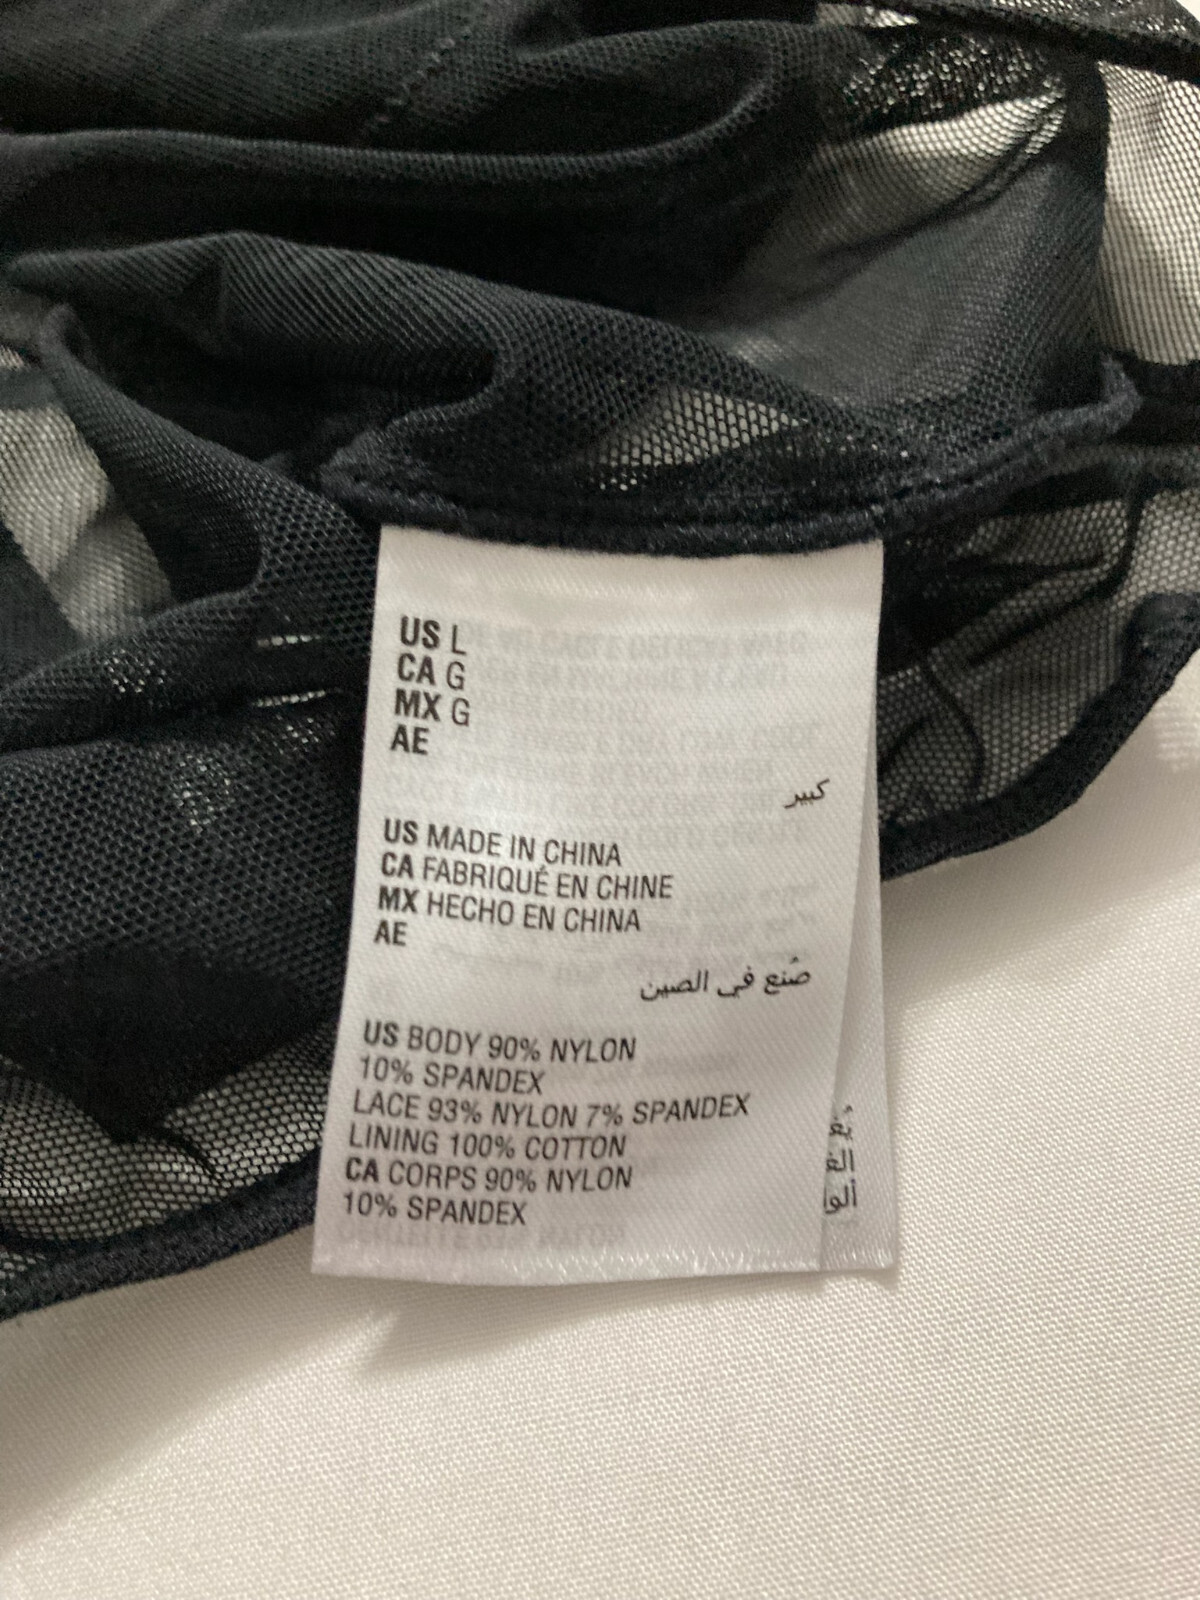 US L
CA G
MX G
AE
كبير
US MADE IN CHINA
CA FABRIQUÉ EN CHINE
MX HECHO EN CHINA
AE
صُنع في الصين
US BODY 90% NYLON
10% SPANDEX
LACE 93% NYLON 7% SPANDEX
LINING 100% COTTON
CA CORPS 90% NYLON
10% SPANDEX